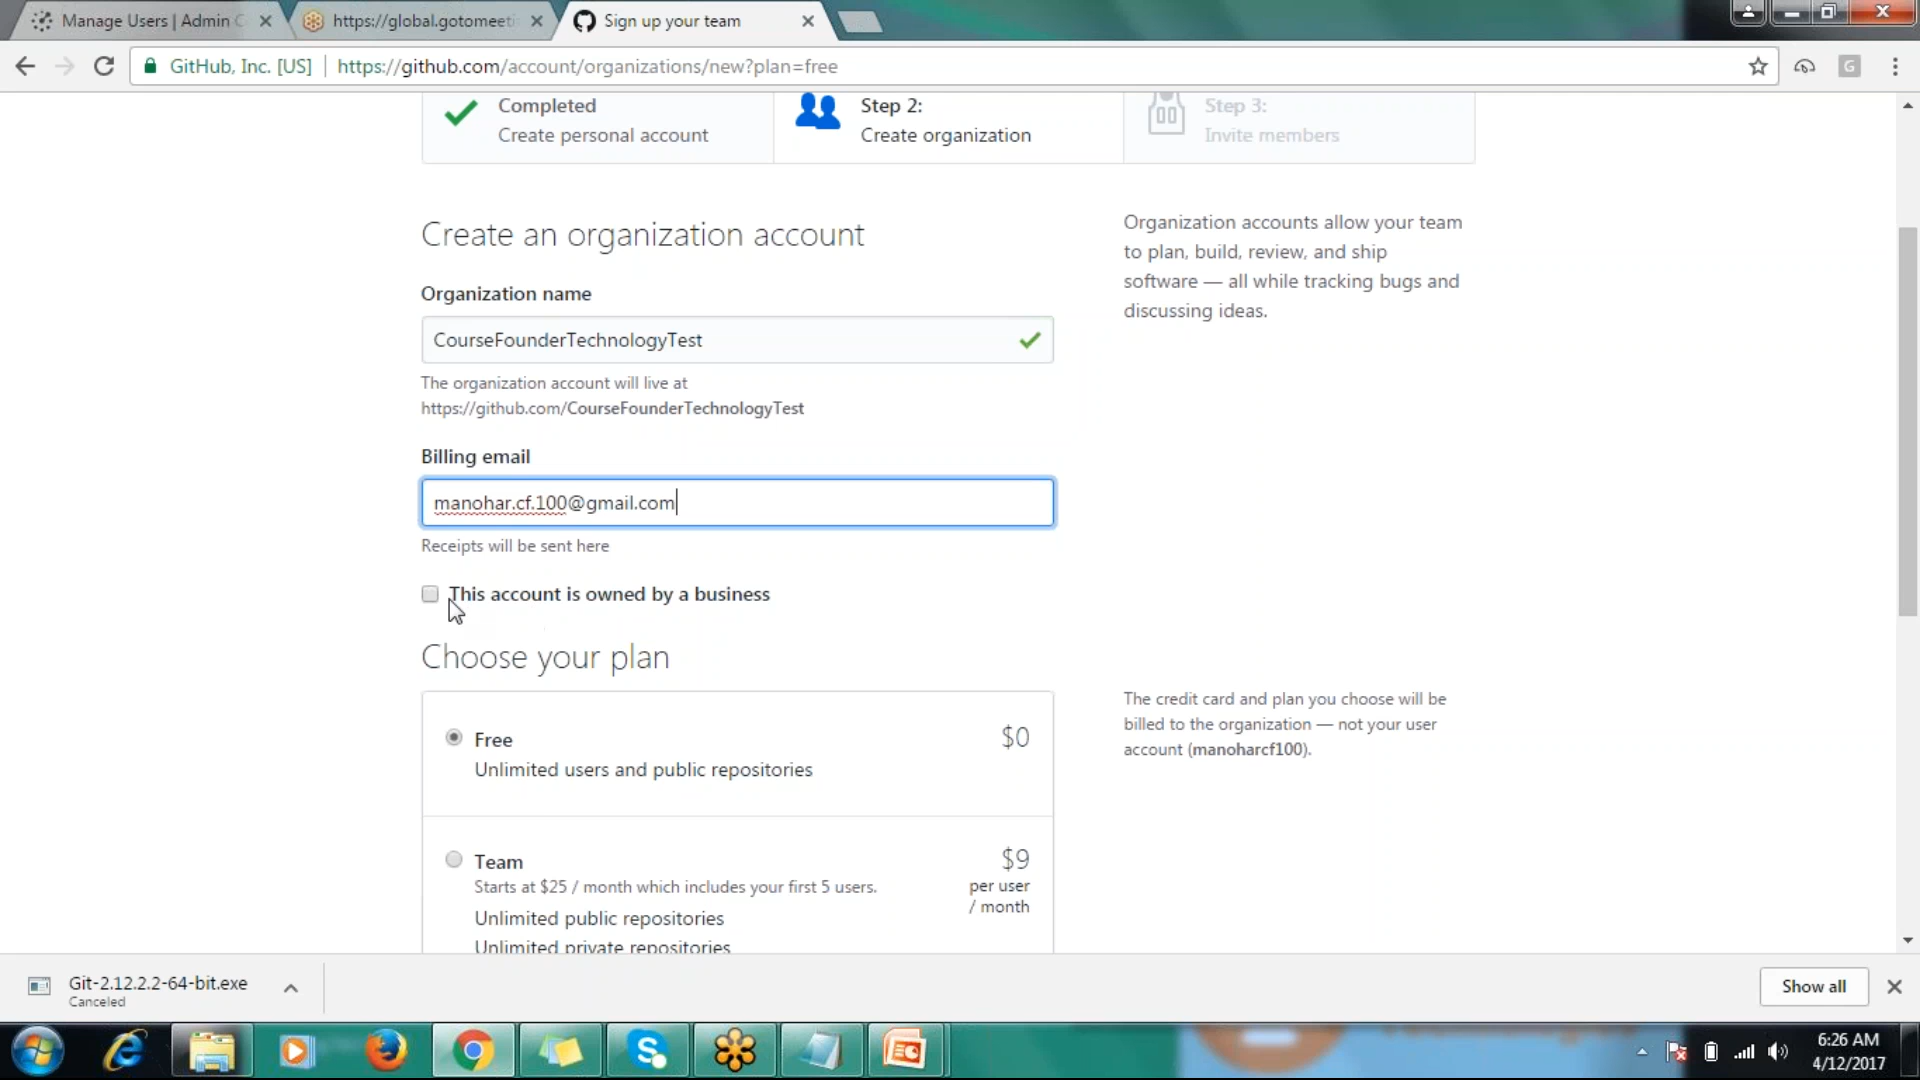 Manage Users | Admin C
https://global.gotomeeti
Sign up your team
GitHub, Inc. [US]
https://github.com/account/organizations/new?plan=free
G
Completed
Create personal account
Step 2:
Create organization
Step 3:
Invite members
Create an organization account
Organization name
CourseFounderTechnologyTest
The organization account will live at
https://github.com/CourseFounderTechnologyTest
Organization accounts allow your team
to plan, build, review, and ship
software — all while tracking bugs and
discussing ideas.
Billing email
manohar.cf.100@gmail.com
Receipts will be sent here
This account is owned by a business
Choose your plan
Free
$0
Unlimited users and public repositories
The credit card and plan you choose will be
billed to the organization — not your user
account (manoharcf100).
Team
$9
Starts at $25 / month which includes your first 5 users.
per user
/ month
Unlimited public repositories
Unlimited private repositories
Git-2.12.2.2-64-bit.exe
Canceled
Show all
6:26 AM
4/12/2017